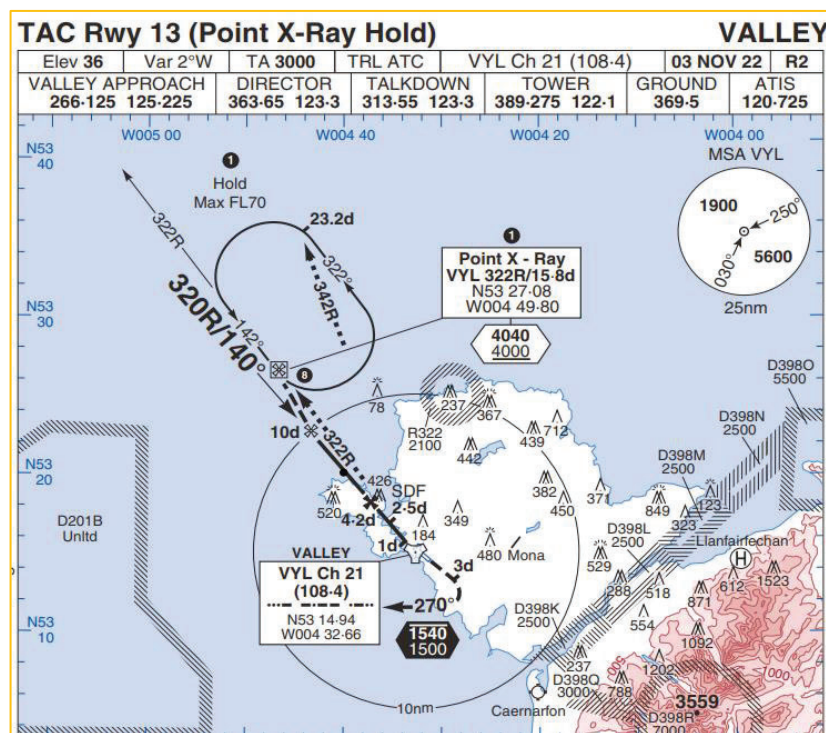 TAC Rwy 13 (Point X-Ray Hold) VALLEY
Elev 36 Var 2°W TA 3000 TRL ATC VYL Ch 21 (108·4) 03 NOV 22 R2
VALLEY APPROACH DIRECTOR TALKDOWN TOWER GROUND ATIS
266·125 125·225 363·65 123·3 313·55 123·3 389·275 122·1 369·5 120·725
W005 00 W004 40 W004 20 W004 00
N53
40
1
Hold
Max FL70
MSA VYL
1900
250°
5600
030°
25nm
322R
23.2d
322°
342R
320R/140°
142°
1
Point X - Ray
VYL 322R/15·8d
N53 27·08
W004 49·80
4040
4000
N53
30
8
78
237
367
R322
2100
442
439
712
D398O
5500
D398N
2500
D398M
2500
10d
322R
N53
20
426
SDF
520
4·2d
2·5d
184
349
382
450
371
849
323
123
D201B
Unltd
1d
480
Mona
529
D398L
2500
Llanfairfechan
H
VALLEY
VYL Ch 21
(108·4)
N53 14·94
W004 32·66
3d
270°
1540
1500
288
518
554
871
612
1523
N53
10
D398K
2500
237
D398Q
3000
788
500
1202
1092
1000
3559
D398R
7000
10nm
Caernarfon